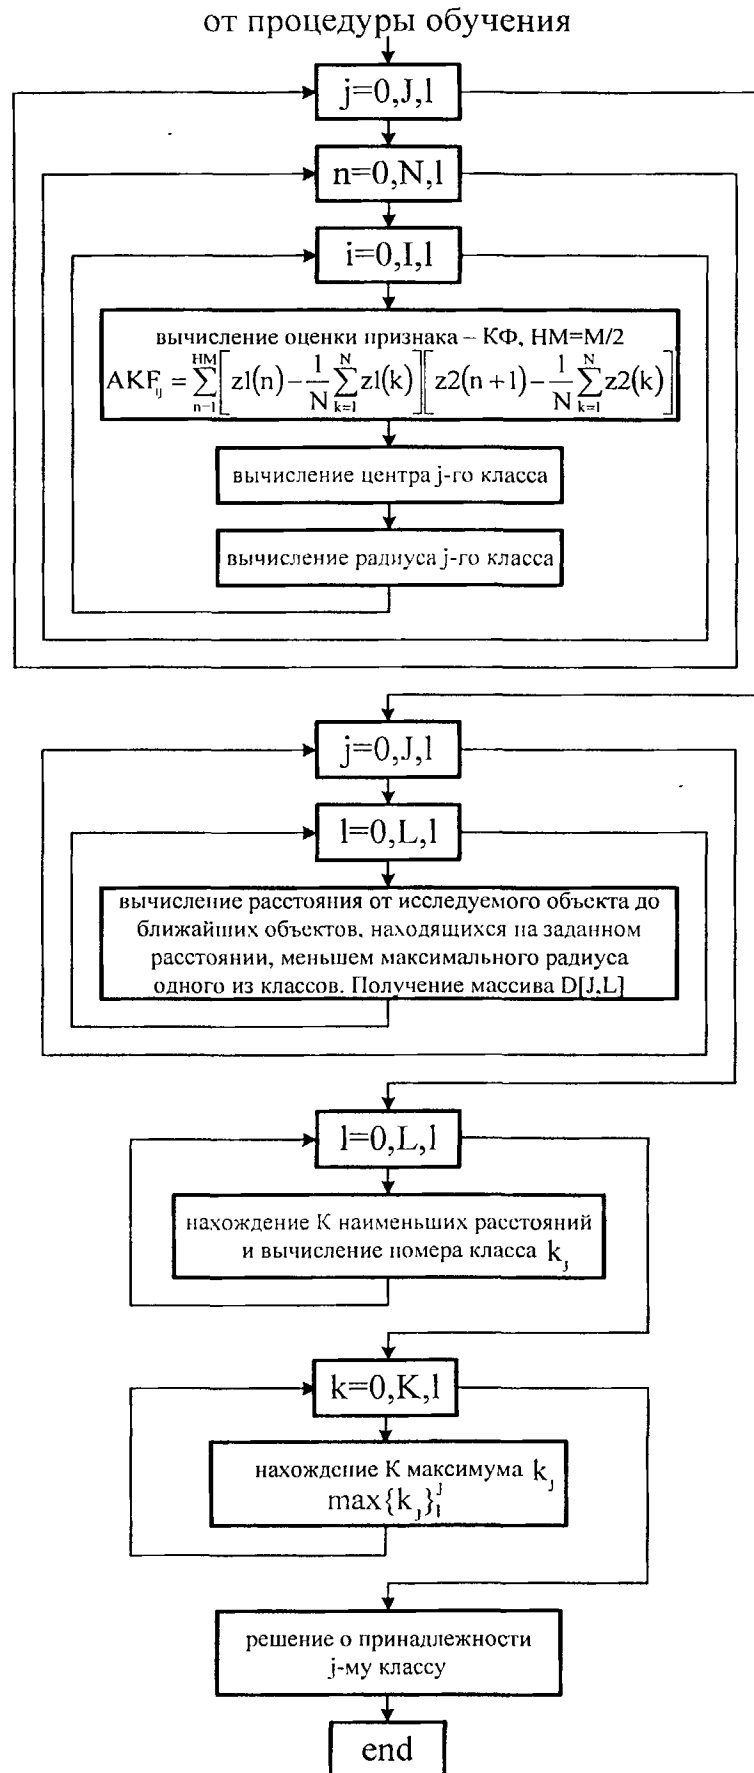 от процедуры обучения
j=0,J,1
n=0,N,1
i=0,I,1
вычисление оценки признака – КФ, НМ=М/2
AKF_ij = ∑_{n-1}^{HM} [z1(n) − 1/N ∑_{k=1}^{N} z1(k)] [z2(n+1) − 1/N ∑_{k=1}^{N} z2(k)]
вычисление центра j-го класса
вычисление радиуса j-го класса
j=0,J,1
l=0,L,1
вычисление расстояния от исследуемого объекта до
ближайших объектов, находящихся на заданном
расстоянии, меньшем максимального радиуса
одного из классов. Получение массива D[J,L]
l=0,L,1
нахождение K наименьших расстояний
и вычисление номера класса k_j
k=0,K,1
нахождение K максимума k_j
max{k_j}_1^J
решение о принадлежности
j-му классу
end